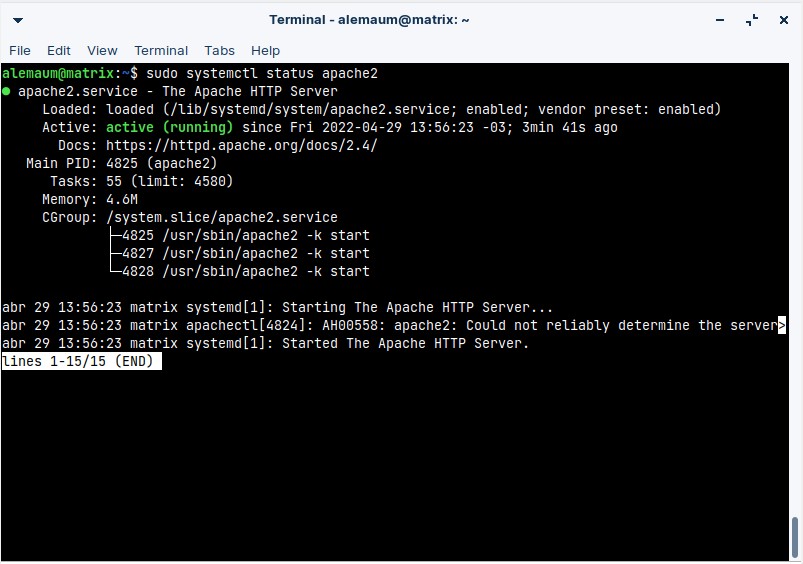 Terminal - alemaum@matrix: ~
File Edit View Terminal Tabs Help
alemaum@matrix:~$ sudo systemctl status apache2
● apache2.service - The Apache HTTP Server
     Loaded: loaded (/lib/systemd/system/apache2.service; enabled; vendor preset: enabled)
     Active: active (running) since Fri 2022-04-29 13:56:23 -03; 3min 41s ago
       Docs: https://httpd.apache.org/docs/2.4/
   Main PID: 4825 (apache2)
      Tasks: 55 (limit: 4580)
     Memory: 4.6M
     CGroup: /system.slice/apache2.service
             ├─4825 /usr/sbin/apache2 -k start
             ├─4827 /usr/sbin/apache2 -k start
             └─4828 /usr/sbin/apache2 -k start
abr 29 13:56:23 matrix systemd[1]: Starting The Apache HTTP Server...
abr 29 13:56:23 matrix apachectl[4824]: AH00558: apache2: Could not reliably determine the server>
abr 29 13:56:23 matrix systemd[1]: Started The Apache HTTP Server.
lines 1-15/15 (END)